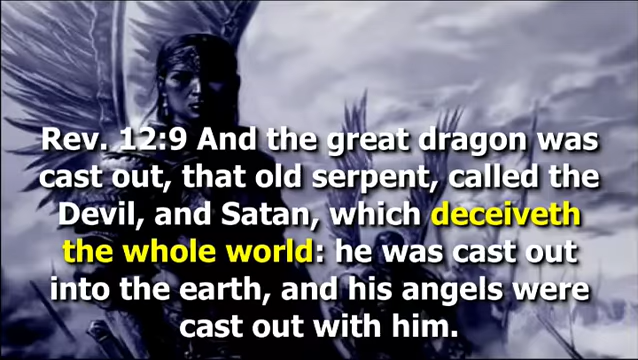 Rev. 12:9 And the great dragon was
cast out, that old serpent, called the
Devil, and Satan, which deceiveth
the whole world: he was cast out
into the earth, and his angels were
cast out with him.